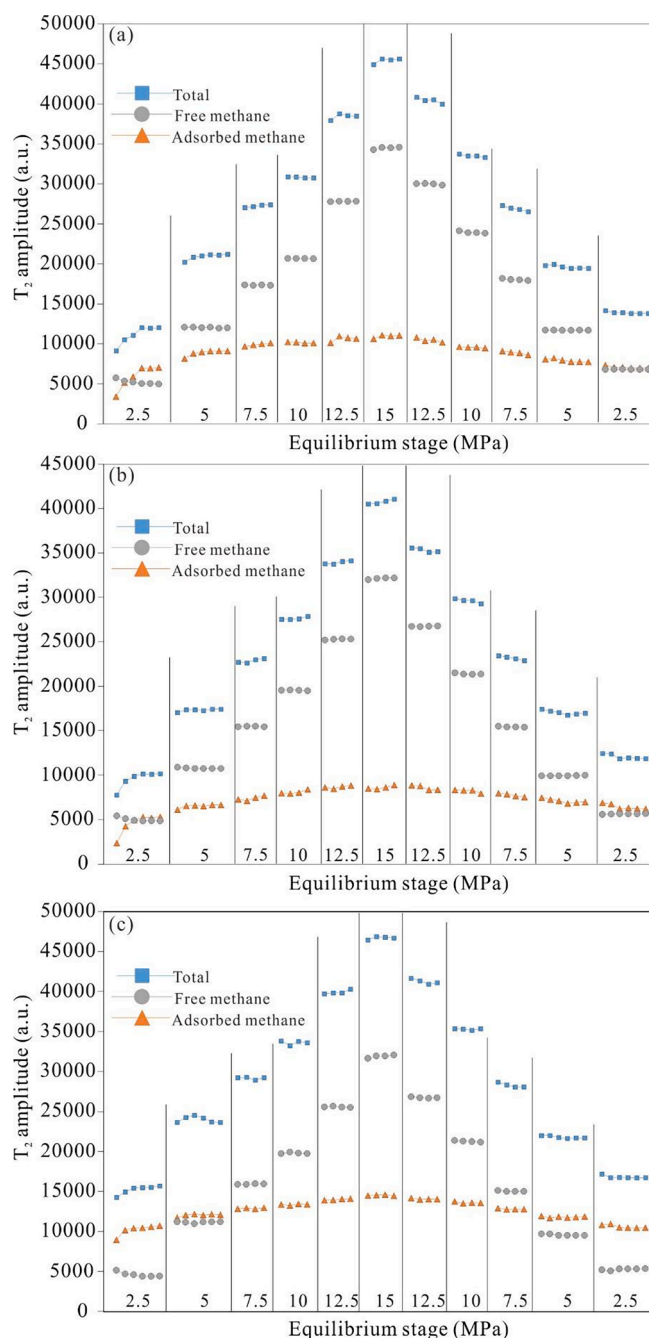 (a)
50000
45000
40000
35000
30000
25000
20000
15000
10000
5000
0
T2 amplitude (a.u.)
Total
Free methane
Adsorbed methane
2.5 5 7.5 10 12.5 15 12.5 10 7.5 5 2.5
Equilibrium stage (MPa)
(b)
45000
40000
35000
30000
25000
20000
15000
10000
5000
0
T2 amplitude (a.u.)
Total
Free methane
Adsorbed methane
2.5 5 7.5 10 12.5 15 12.5 10 7.5 5 2.5
Equilibrium stage (MPa)
(c)
50000
45000
40000
35000
30000
25000
20000
15000
10000
5000
0
T2 amplitude (a.u.)
Total
Free methane
Adsorbed methane
2.5 5 7.5 10 12.5 15 12.5 10 7.5 5 2.5
Equilibrium stage (MPa)